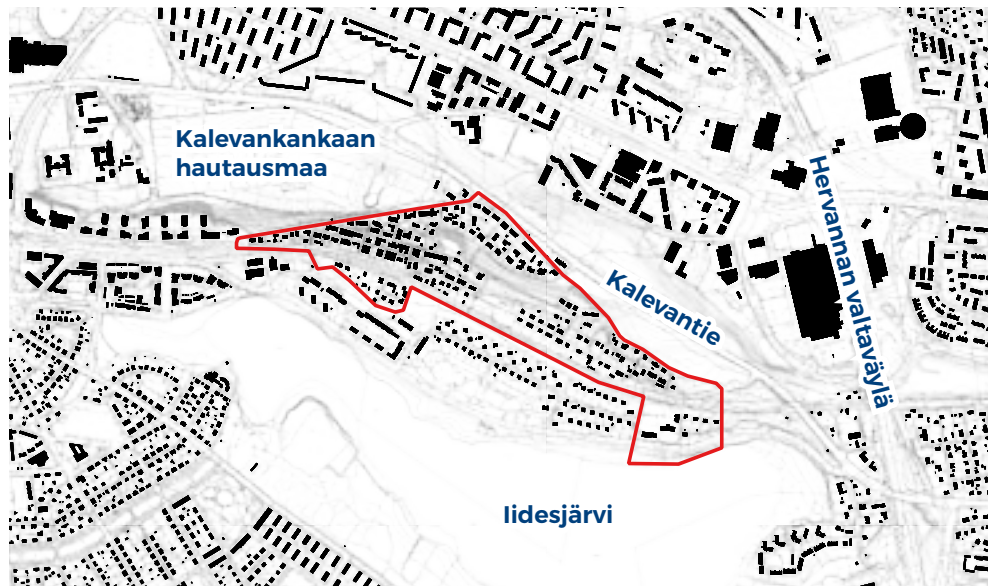 Kalevankankaan
hautausmaa
Hervannan valtaväylä
Kalevantie
Iidesjärvi